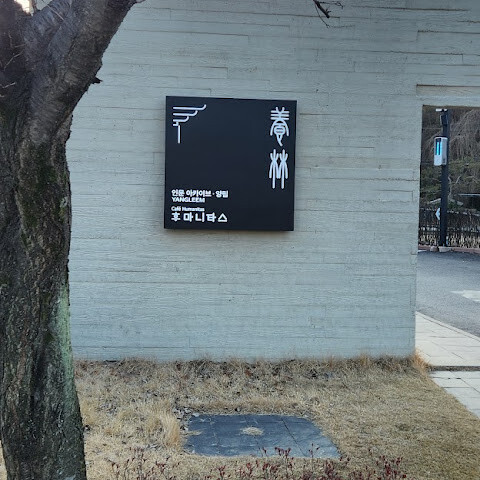 養林
인문 아카이브 · 양림
YANGLEEM
Café Humanitas
후마니타스